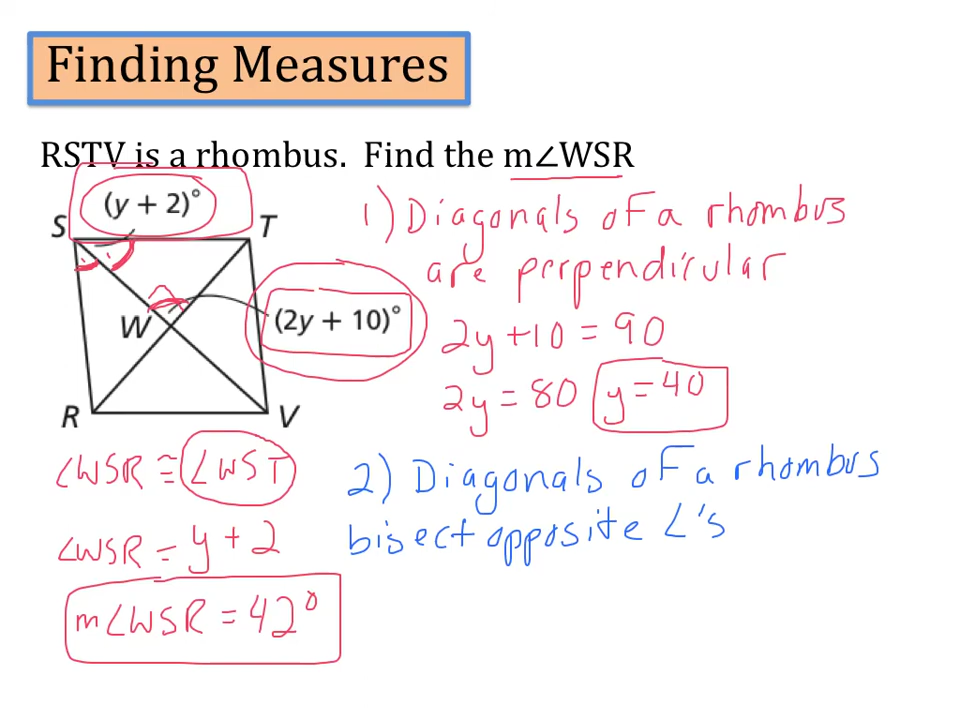 Finding Measures
RSTV is a rhombus. Find the m∠WSR
(y + 2)°
S
T
W
(2y + 10)°
R
V
1) Diagonals of a rhombus
are perpendicular
2y + 10 = 90
2y = 80 y = 40
∠WSR ≅ ∠WST
∠WSR = y + 2
m∠WSR = 42°
2) Diagonals of a rhombus
bisect opposite ∠'s